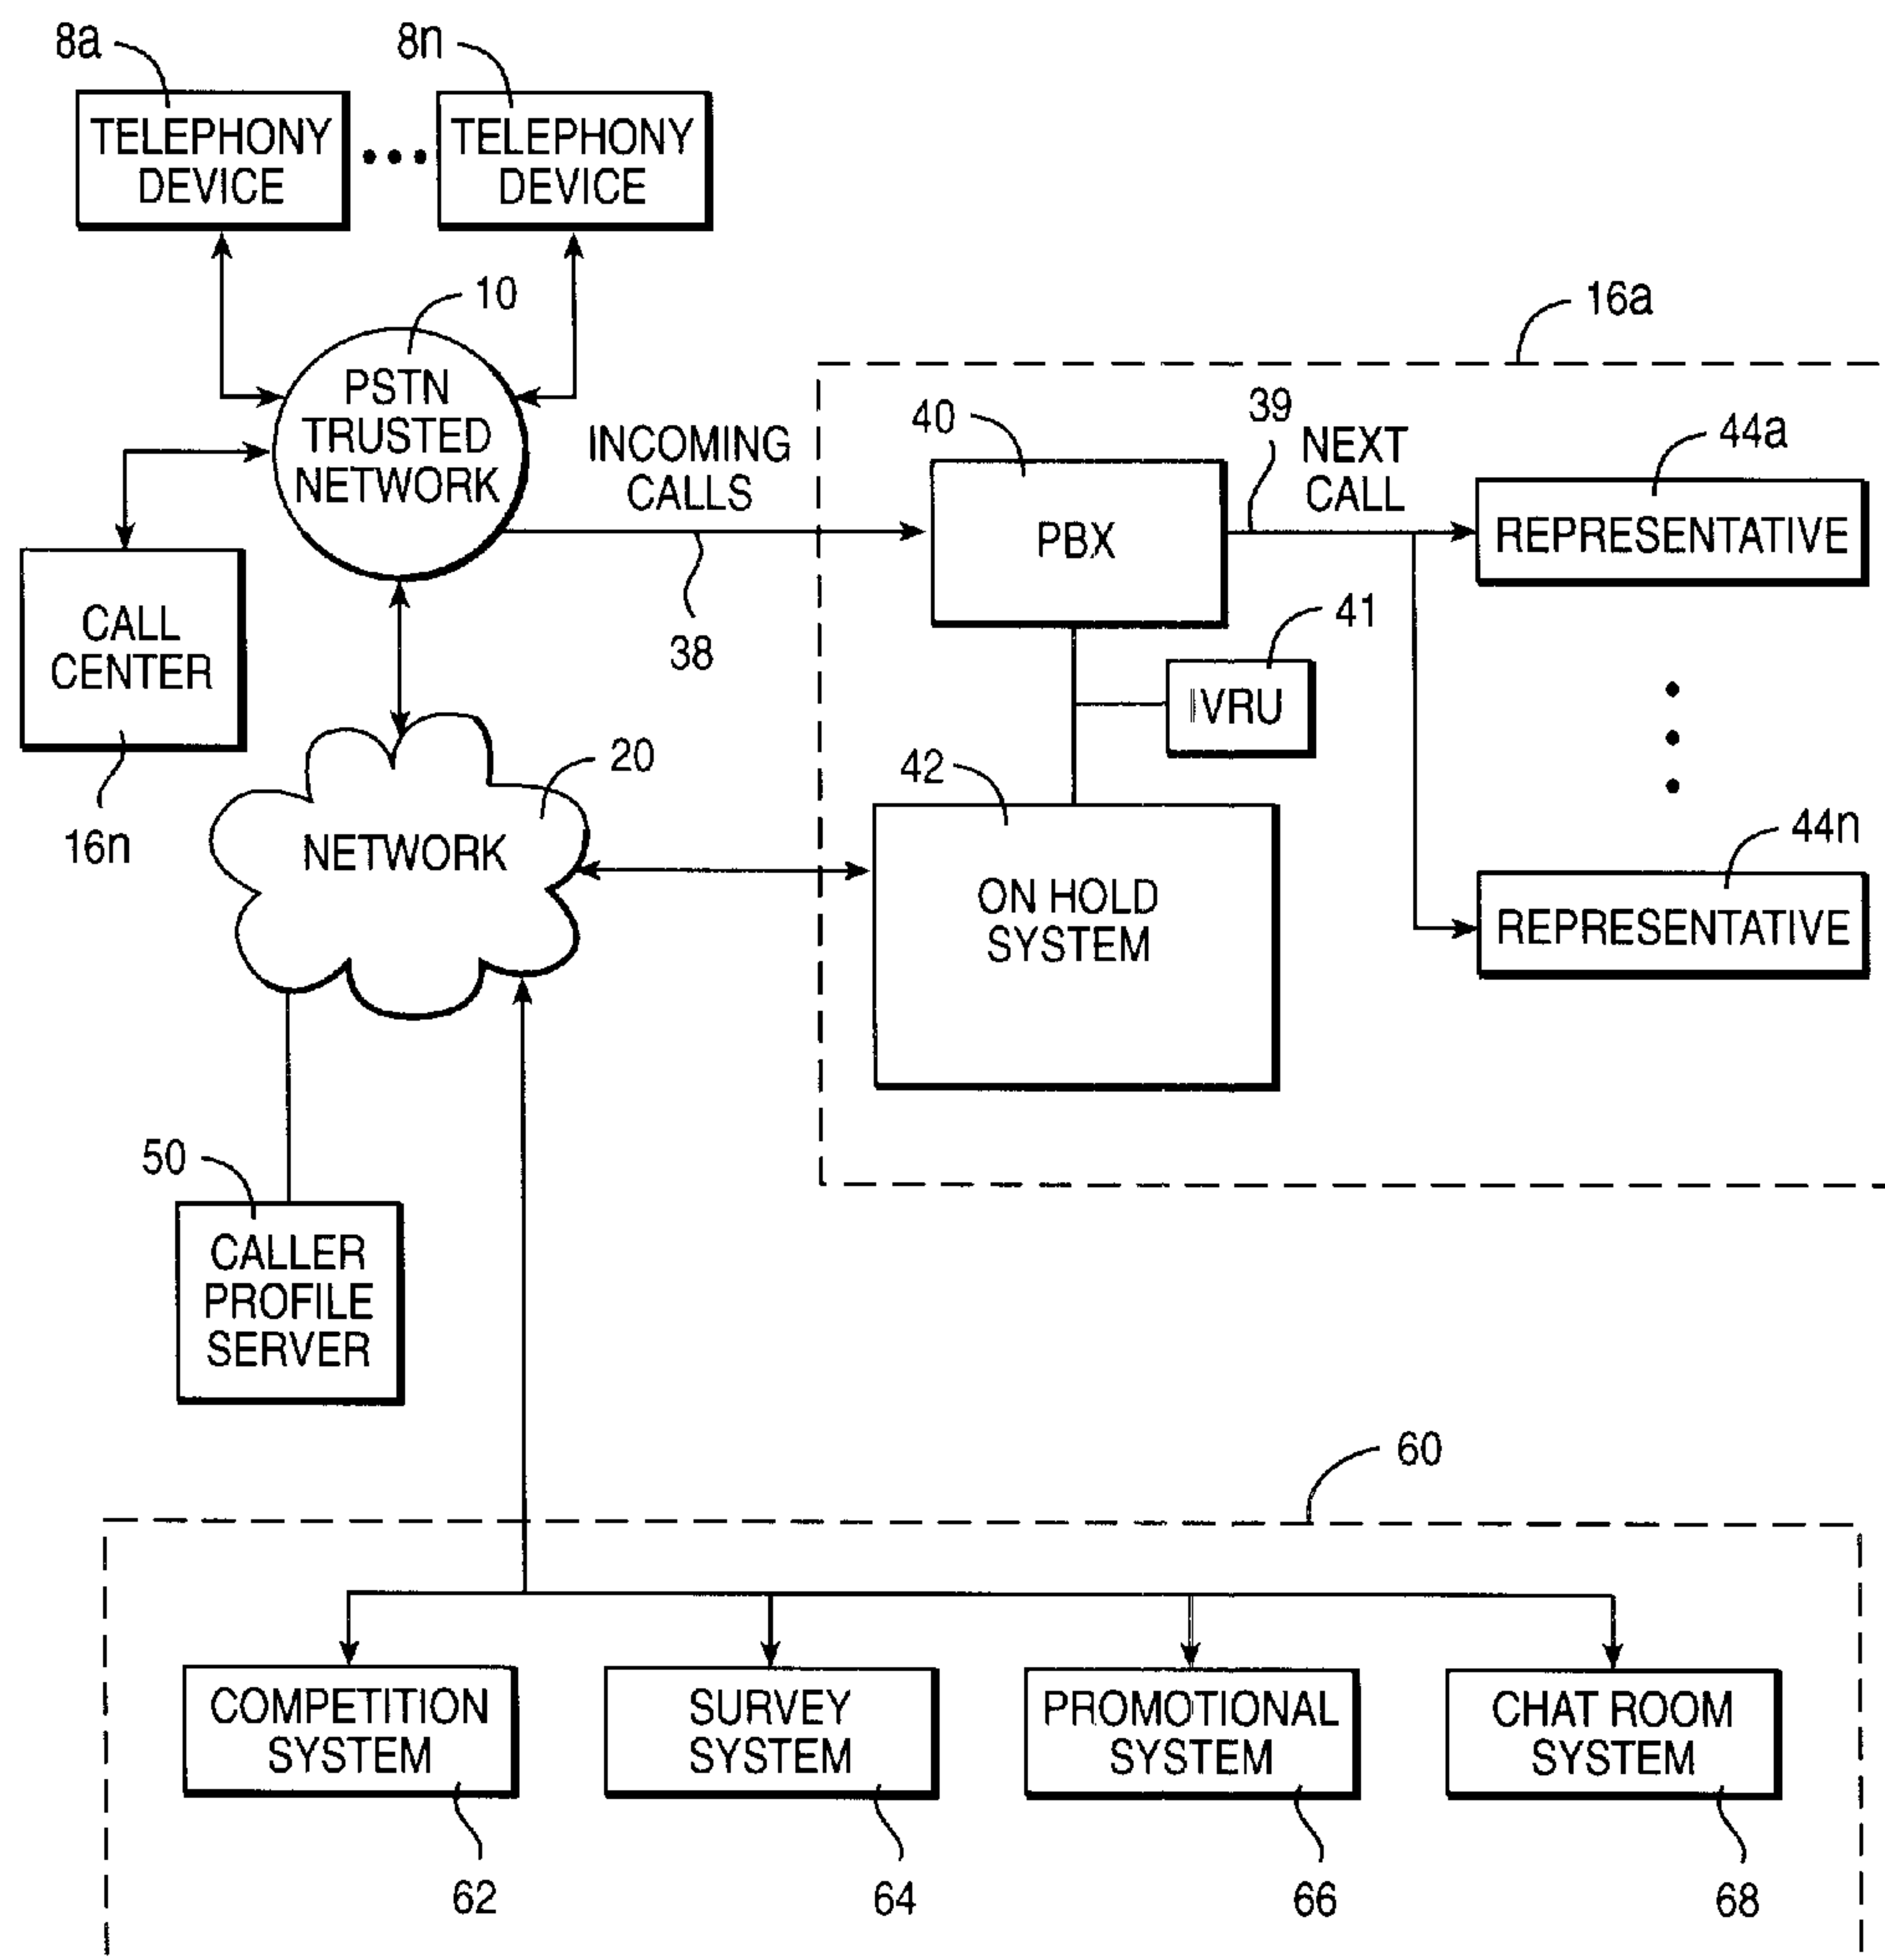 8a
8n
TELEPHONY
DEVICE
TELEPHONY
DEVICE
10
PSTN
TRUSTED
NETWORK
INCOMING
CALLS
38
16a
40
PBX
39
NEXT
CALL
44a
REPRESENTATIVE
CALL
CENTER
16n
41
IVRU
20
NETWORK
42
ON HOLD
SYSTEM
44n
REPRESENTATIVE
50
CALLER
PROFILE
SERVER
60
COMPETITION
SYSTEM
SURVEY
SYSTEM
PROMOTIONAL
SYSTEM
CHAT ROOM
SYSTEM
62
64
66
68